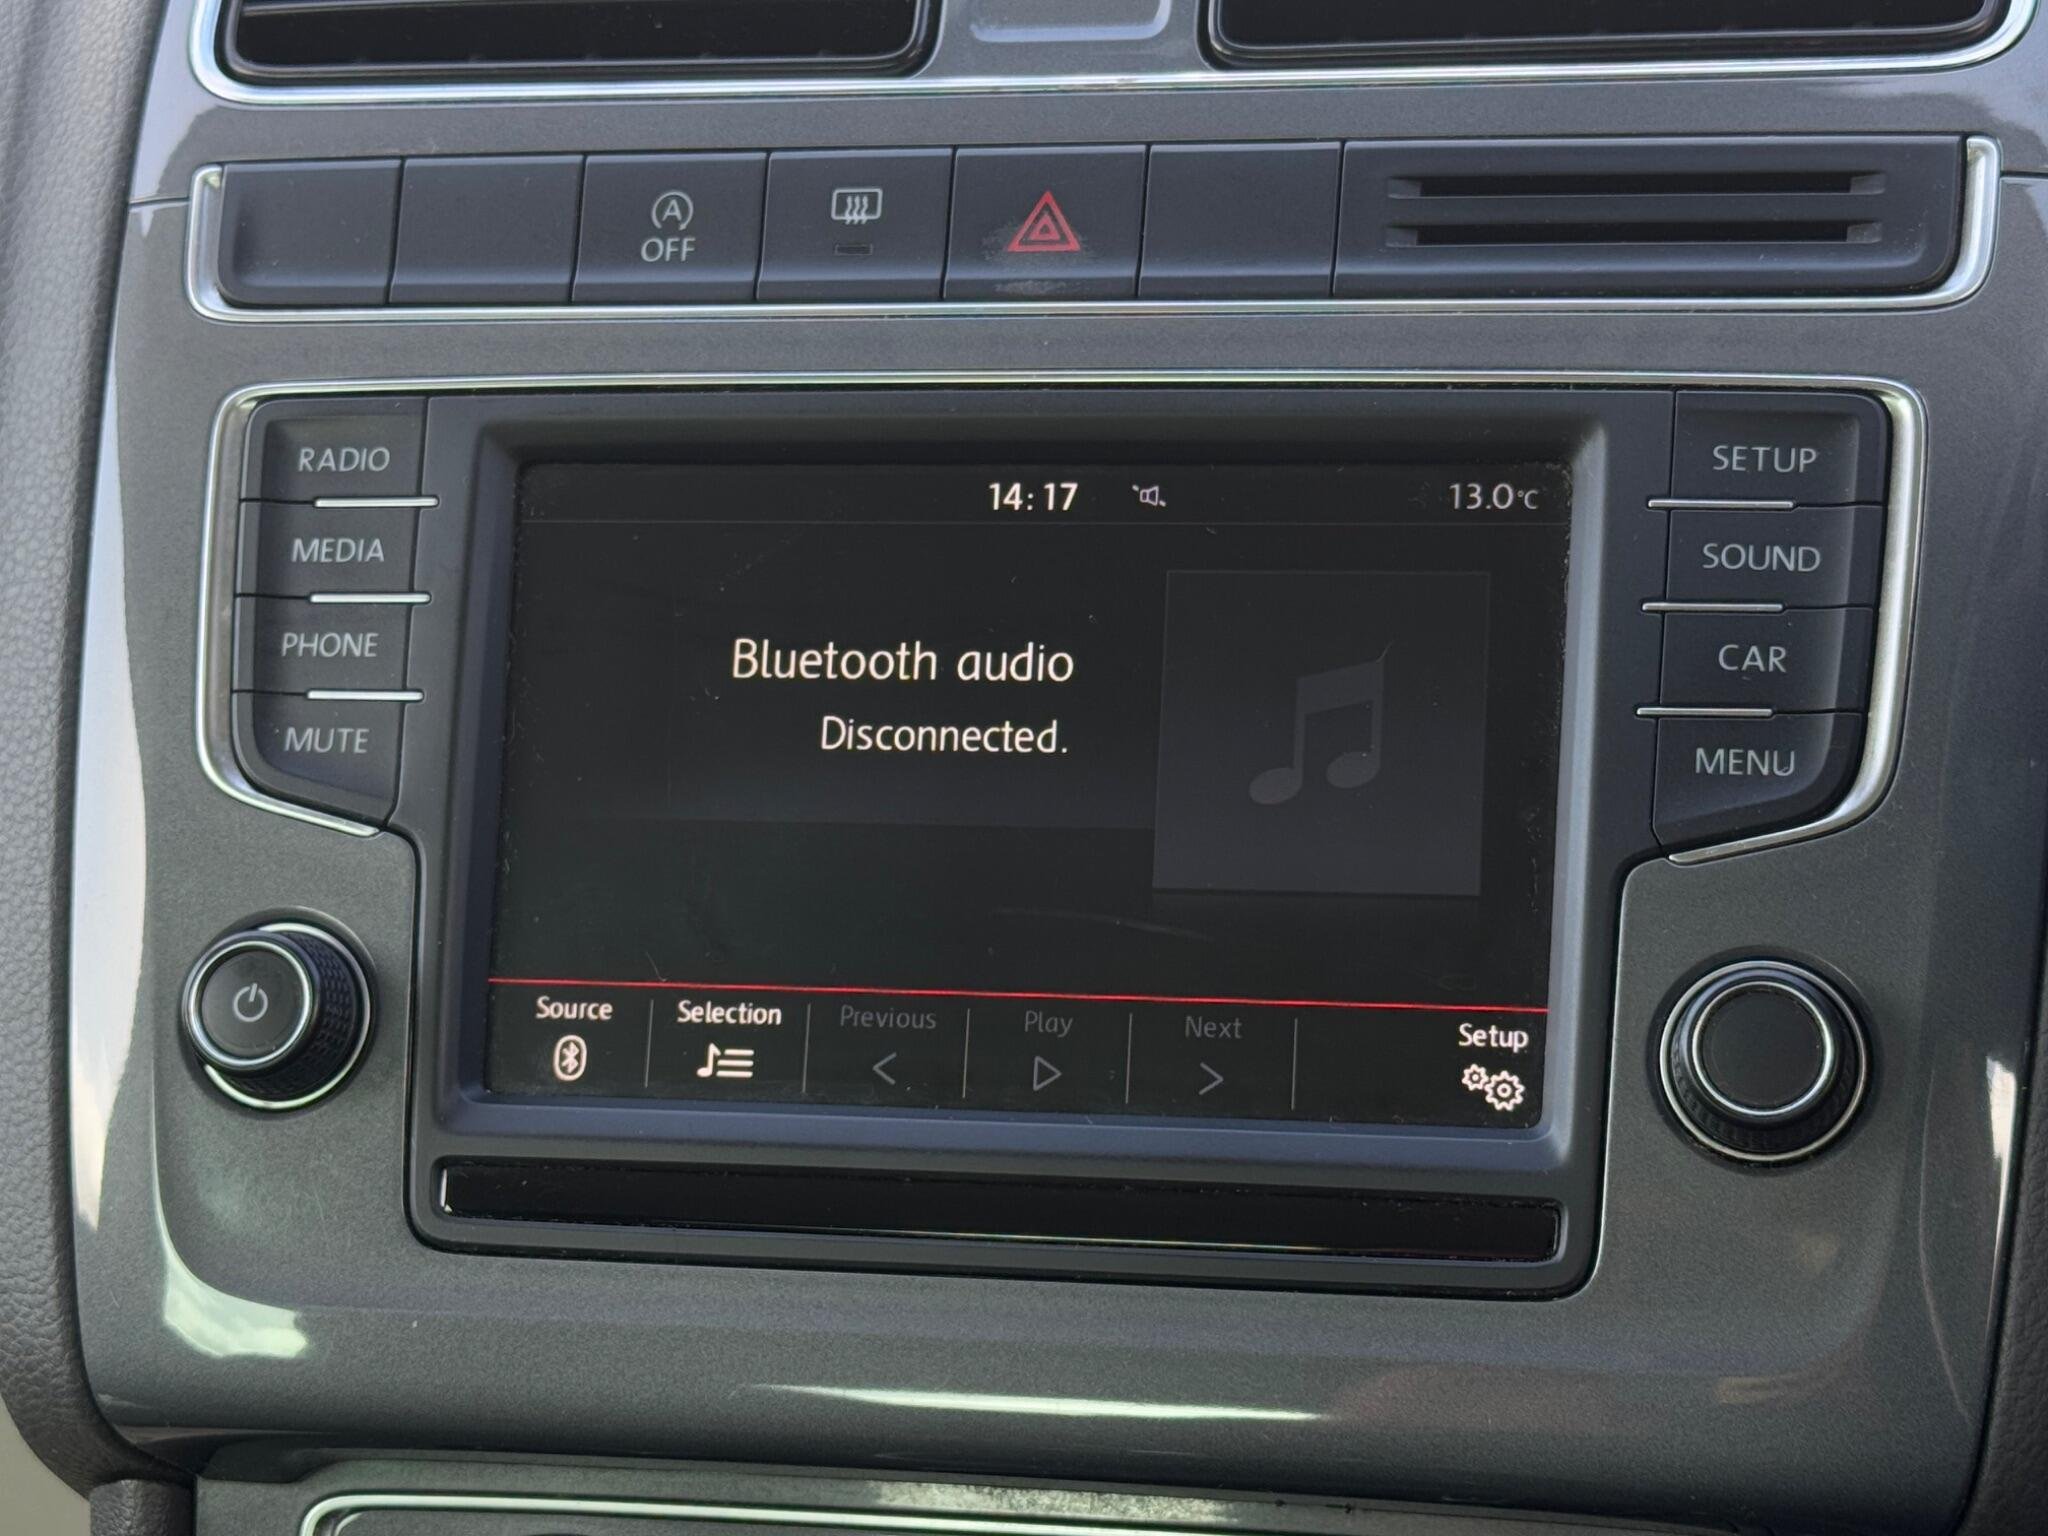 A
OFF
RADIO
MEDIA
PHONE
MUTE
14:17
13.0°C
Bluetooth audio
Disconnected.
Source
Selection
Previous
Play
Next
Setup
SETUP
SOUND
CAR
MENU